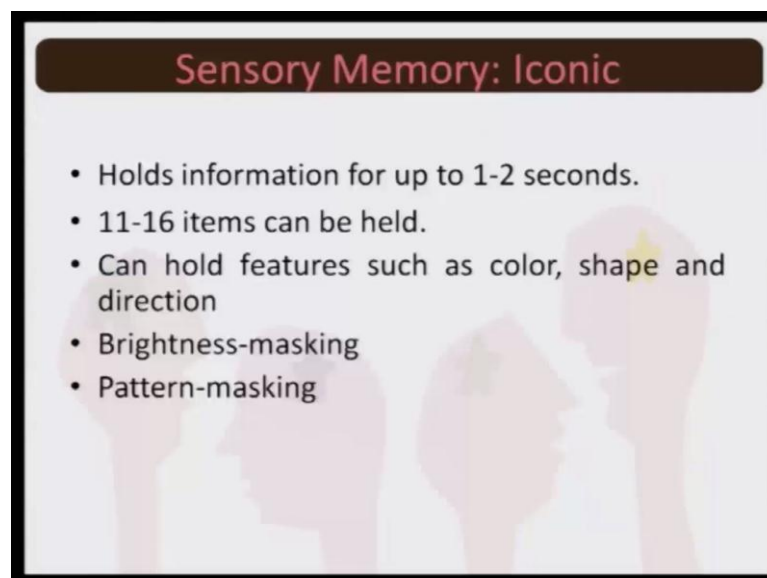 Sensory Memory: Iconic
• Holds information for up to 1-2 seconds.
• 11-16 items can be held.
• Can hold features such as color, shape and
direction
• Brightness-masking
• Pattern-masking